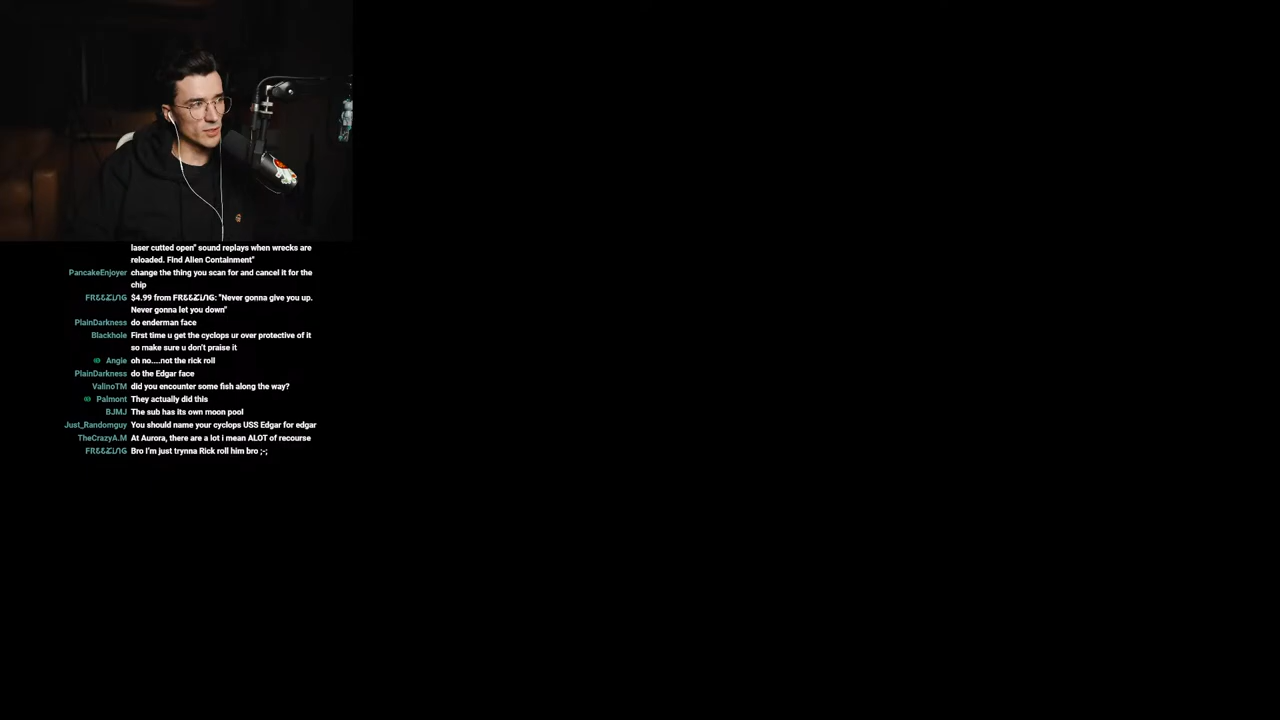 laser cutted open" sound replays when wrecks are
reloaded. Find Alien Containment"
PancakeEnjoyer change the thing you scan for and cancel it for the
chip
FRՏՏZiՈG $4.99 from FRՏՏZiՈG: "Never gonna give you up.
Never gonna let you down"
PlainDarkness do enderman face
Blackhole First time u get the cyclops ur over protective of it
so make sure u don't praise it
Angie oh no....not the rick roll
PlainDarkness do the Edgar face
ValinoTM did you encounter some fish along the way?
Palmont They actually did this
BJMJ The sub has its own moon pool
Just_Randomguy You should name your cyclops USS Edgar for edgar
TheCrazyA.M At Aurora, there are a lot i mean ALOT of recourse
FRՏՏZiՈG Bro I'm just trynna Rick roll him bro ;-;